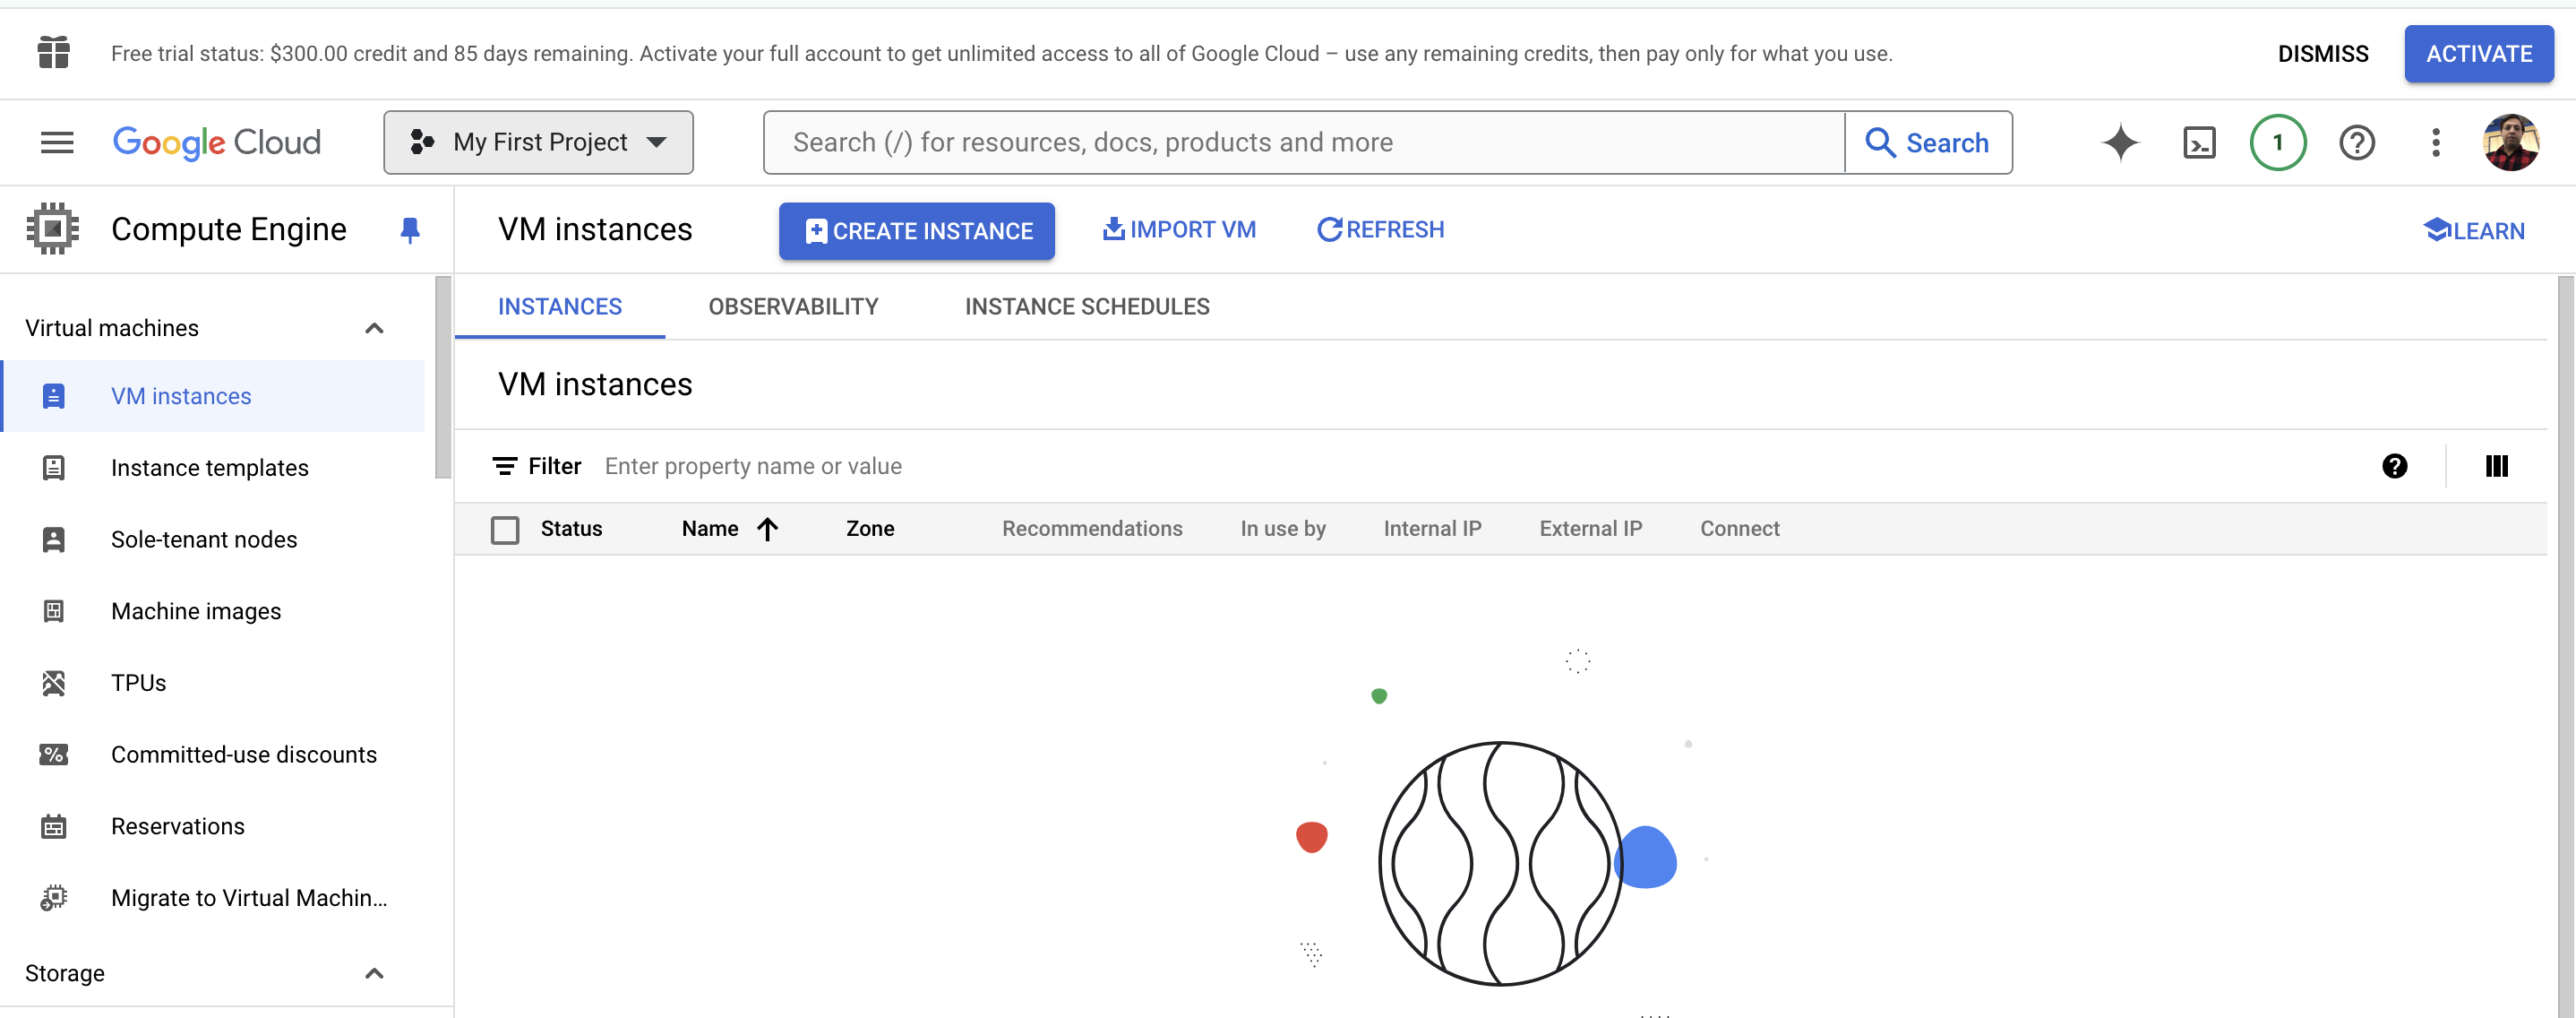 Free trial status: $300.00 credit and 85 days remaining. Activate your full account to get unlimited access to all of Google Cloud – use any remaining credits, then pay only for what you use.
DISMISS
ACTIVATE
Google Cloud
My First Project
Search (/) for resources, docs, products and more
Search
1
Compute Engine
VM instances
CREATE INSTANCE
IMPORT VM
REFRESH
LEARN
Virtual machines
VM instances
Instance templates
Sole-tenant nodes
Machine images
TPUs
Committed-use discounts
Reservations
Migrate to Virtual Machin...
Storage
INSTANCES
OBSERVABILITY
INSTANCE SCHEDULES
VM instances
Filter
Enter property name or value
Status
Name
Zone
Recommendations
In use by
Internal IP
External IP
Connect